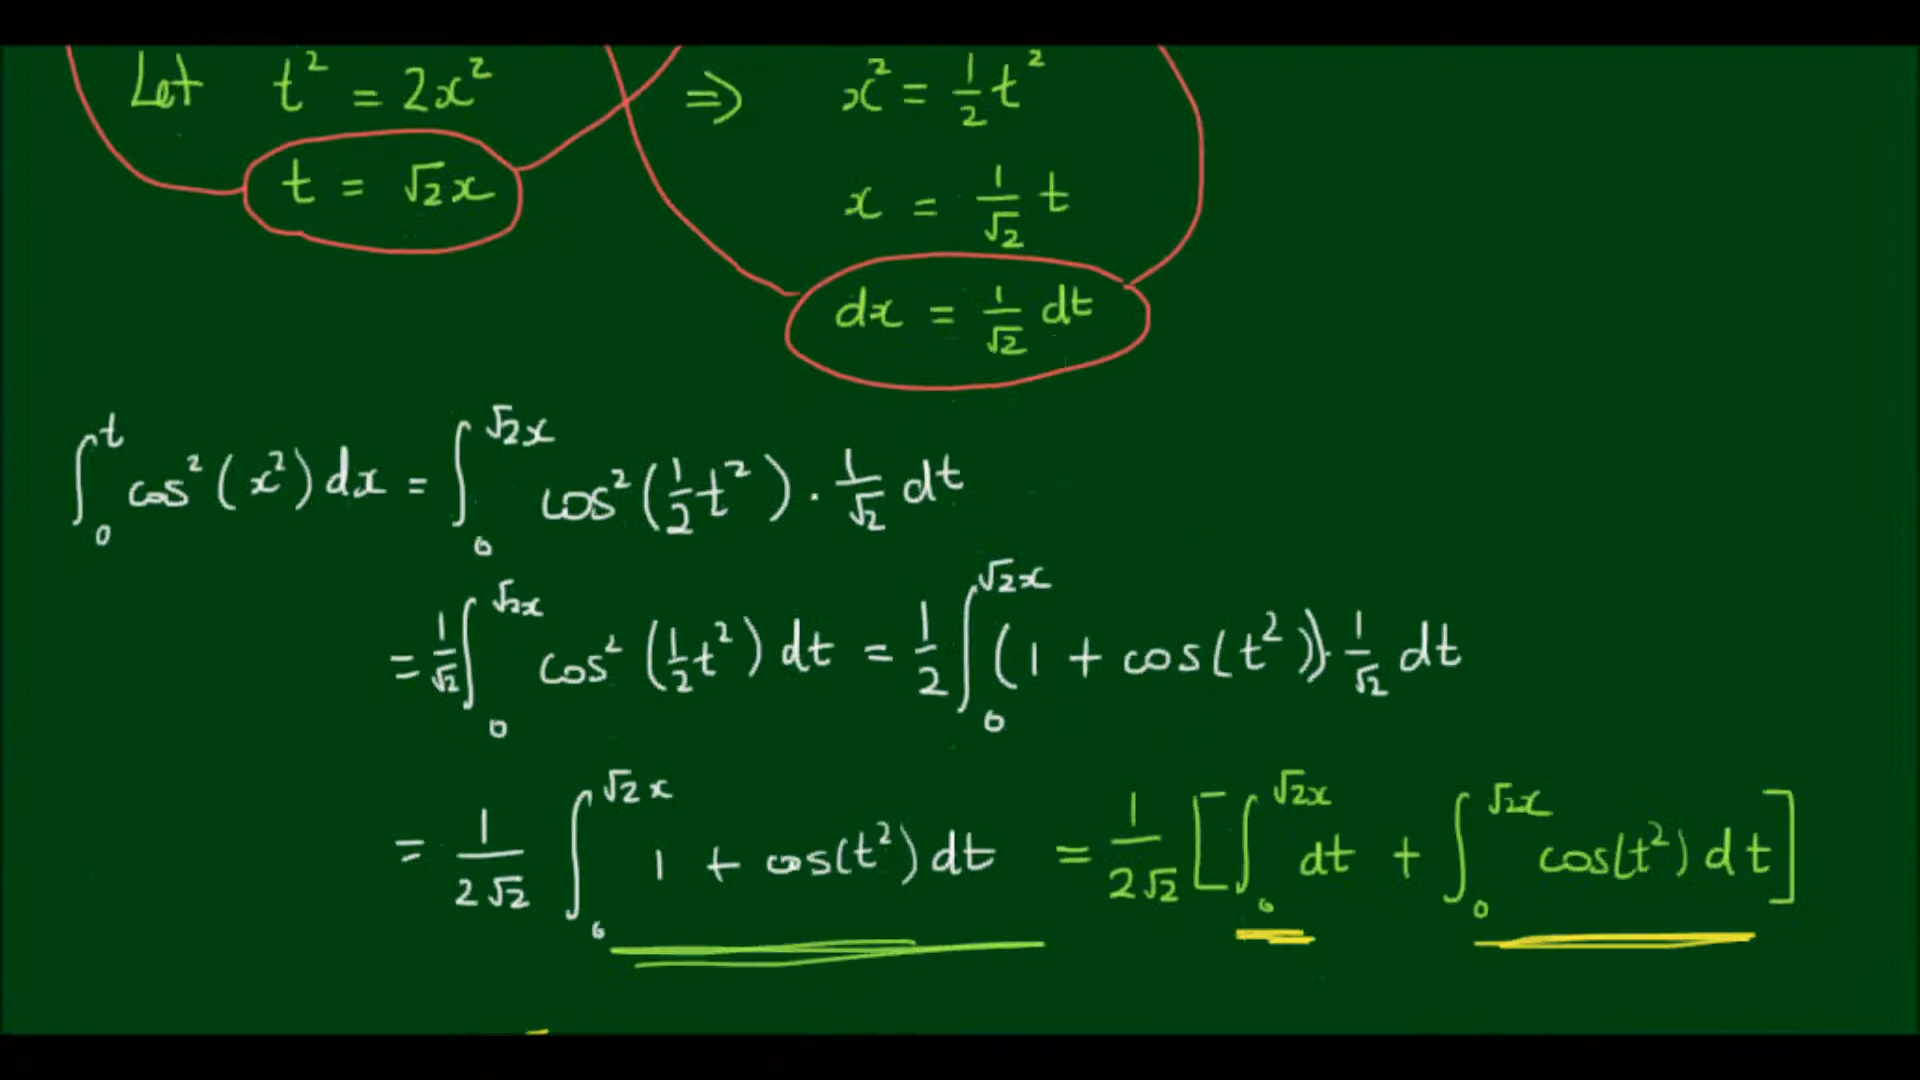 Let t² = 2x² ⇒ x² = ½t²
t = √2x
x = 1/√2 t
dx = 1/√2 dt
∫₀ᵗ cos²(x²) dx = ∫₀^√2x cos²(½t²) · 1/√2 dt
= 1/√2 ∫₀^√2x cos²(½t²) dt = 1/2 ∫₀^√2x (1 + cos(t²)) · 1/√2 dt
= 1/2√2 ∫₀^√2x 1 + cos(t²) dt = 1/2√2 [∫₀^√2x dt + ∫₀^√2x cos(t²) dt]